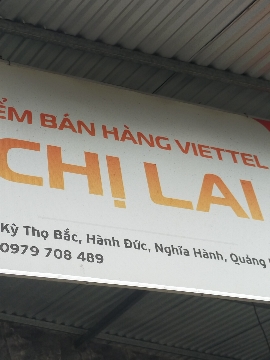 ỂM BÁN HÀNG VIETTEL
CHỊ LAI
Kỳ Thọ Bắc, Hành Đức, Nghĩa Hành, Quảng
0979 708 489